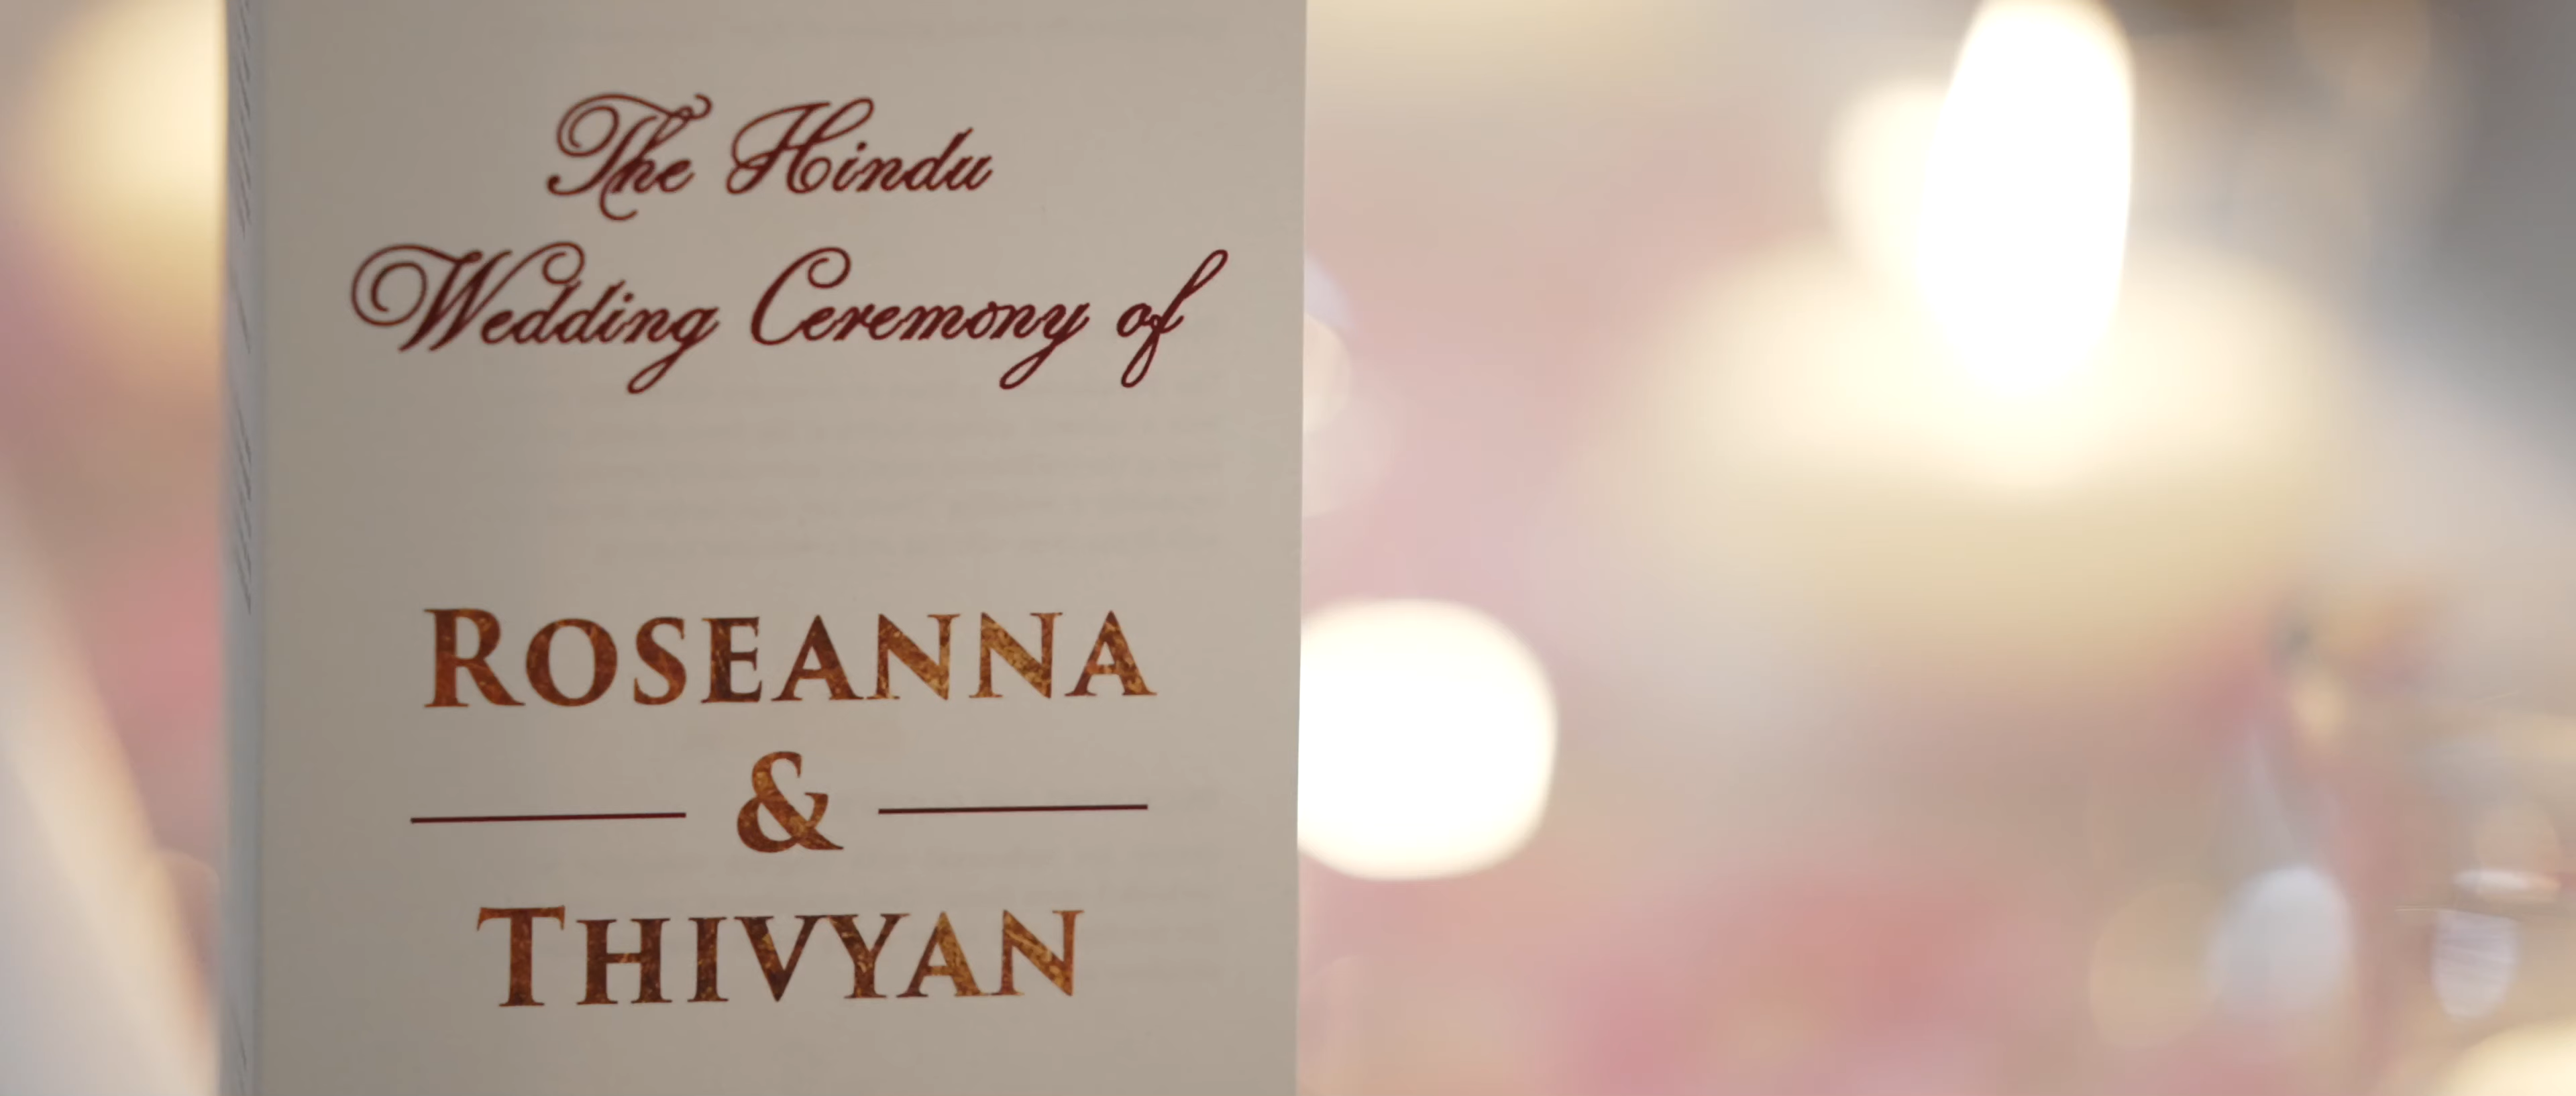 The Hindu
Wedding Ceremony of
ROSEANNA
&
THIVYAN